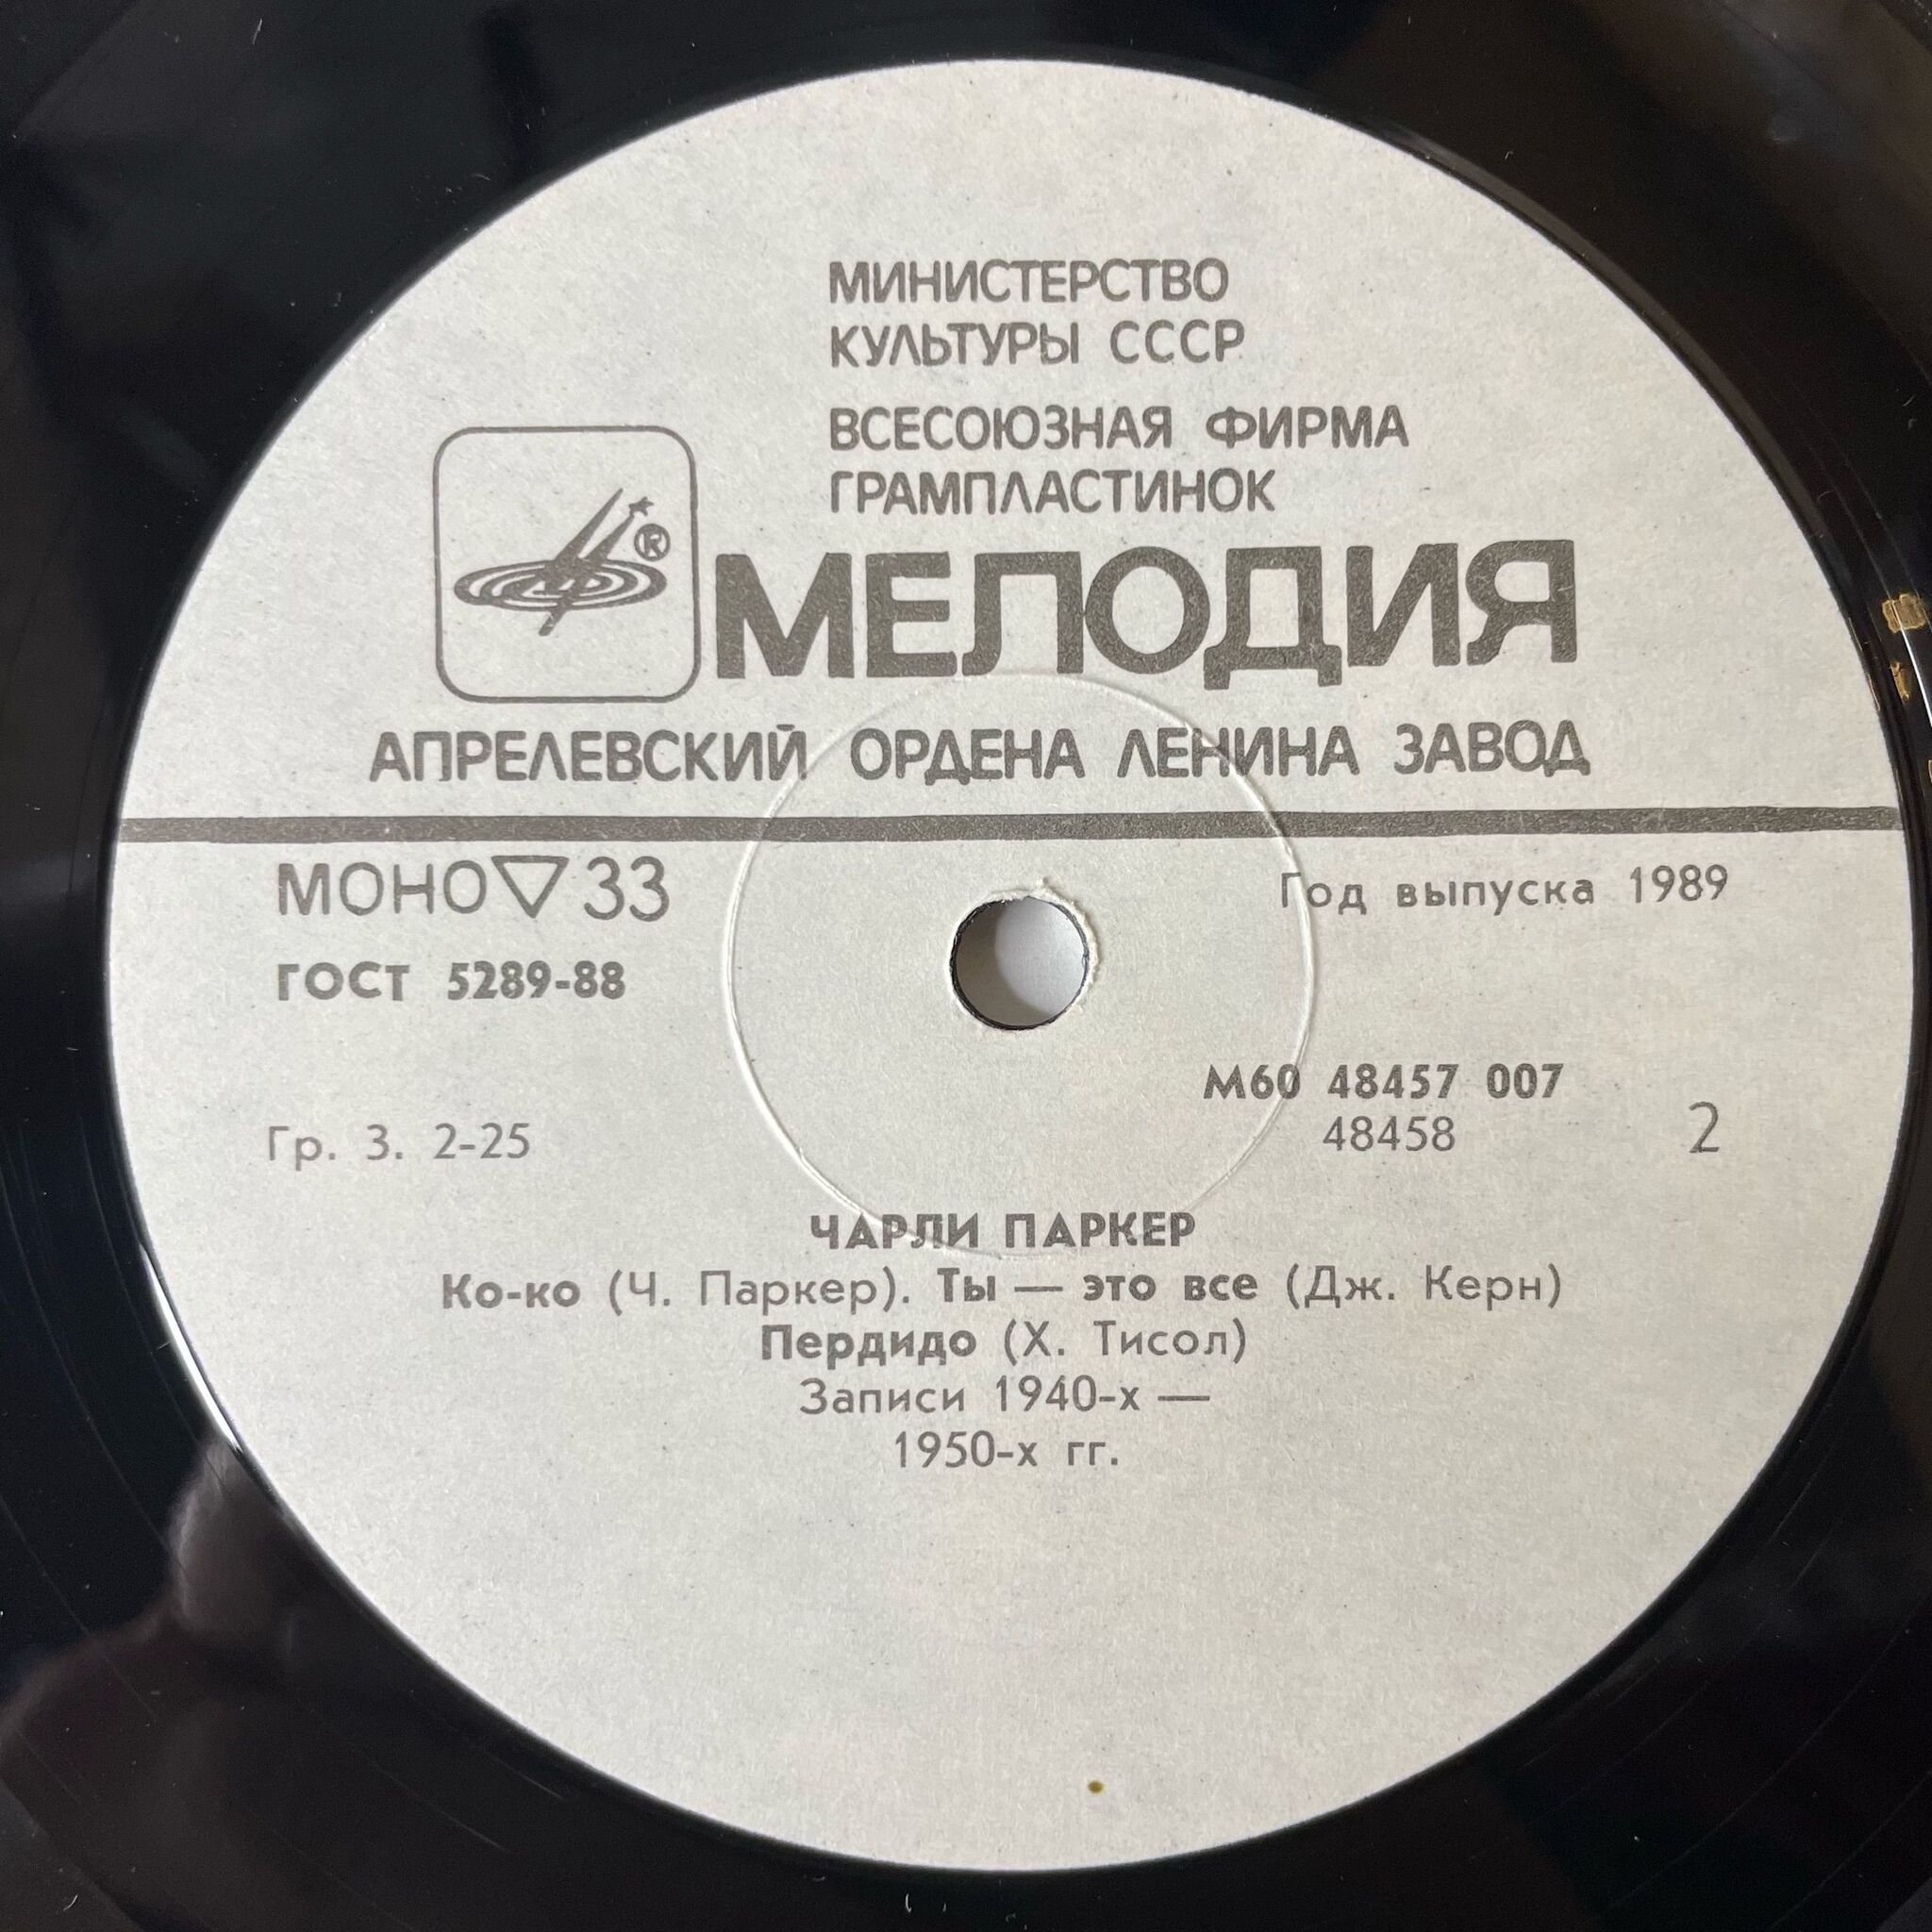 МИНИСТЕРСТВО
КУЛЬТУРЫ СССР
ВСЕСОЮЗНАЯ ФИРМА
ГРАМПЛАСТИНОК
®
МЕЛОДИЯ
АПРЕЛЕВСКИЙ ОРДЕНА ЛЕНИНА ЗАВОД
МОНО ▽ 33
Год выпуска 1989
ГОСТ 5289-88
М60 48457 007
48458
2
Гр. 3. 2-25
ЧАРЛИ ПАРКЕР
Ко-ко (Ч. Паркер). Ты — это все (Дж. Керн)
Пердидо (Х. Тисол)
Записи 1940-х —
1950-х гг.